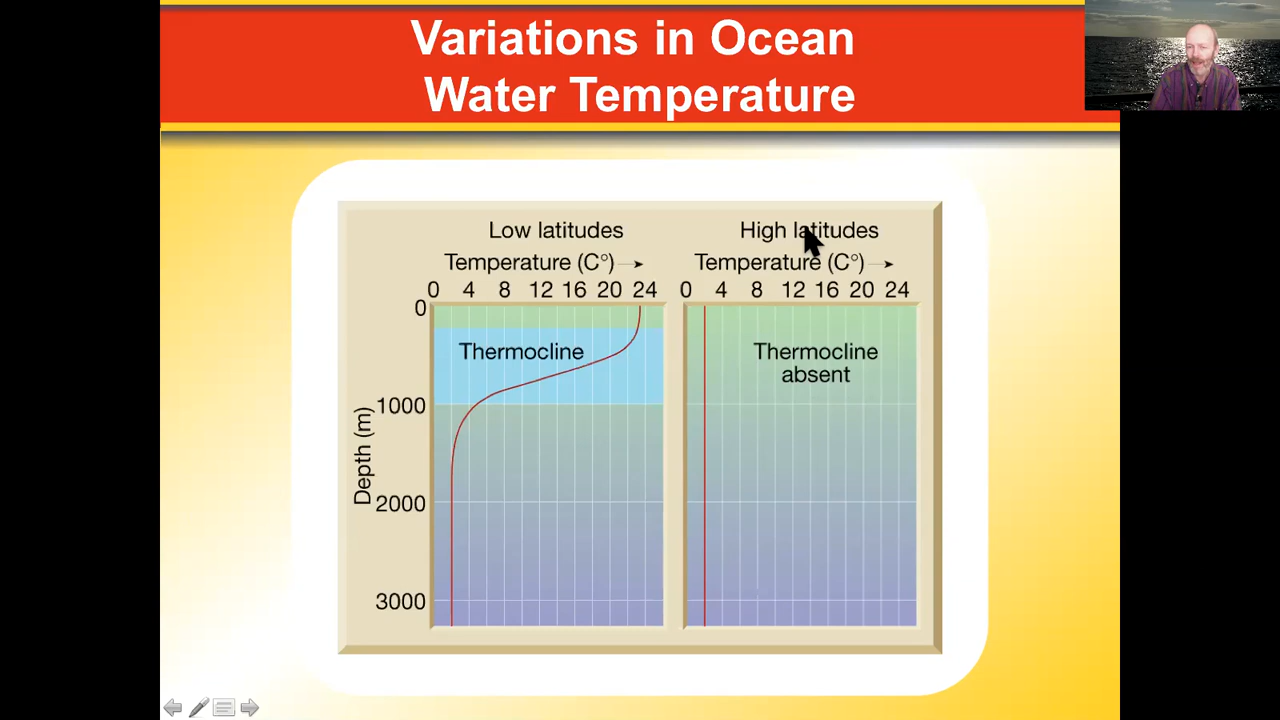 Variations in Ocean
Water Temperature
Low latitudes
Temperature (C°)→
0 4 8 12 16 20 24
High latitudes
Temperature (C°)→
0 4 8 12 16 20 24
Depth (m)
0
1000
2000
3000
Thermocline
Thermocline
absent